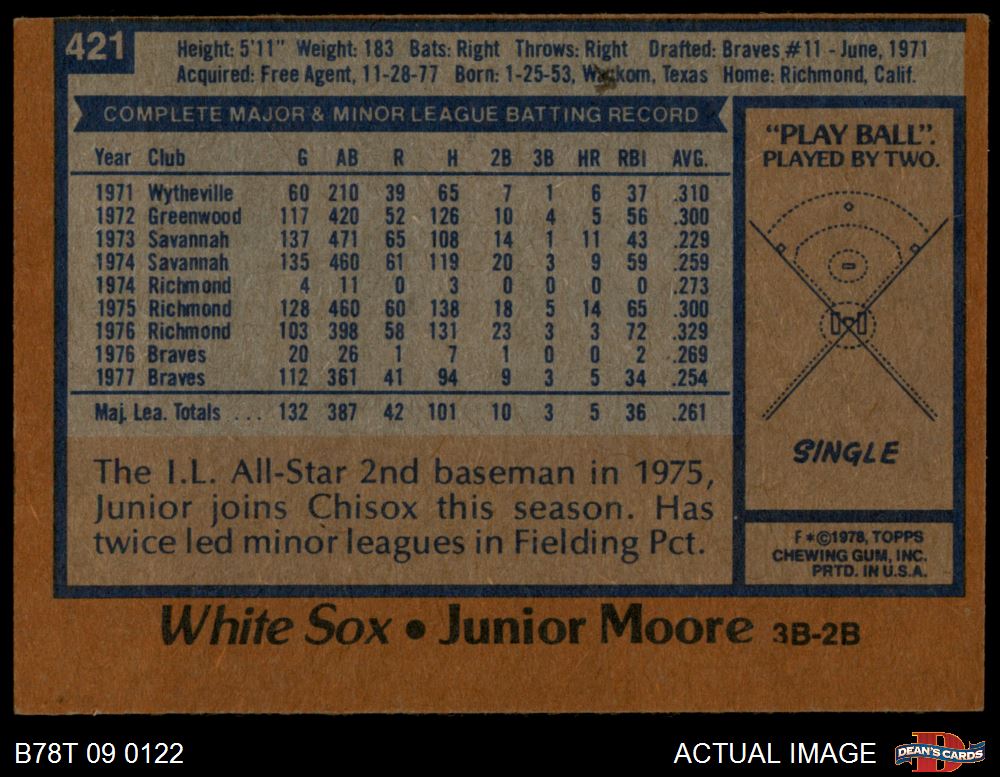 421
Height: 5'11" Weight: 183 Bats: Right Throws: Right Drafted: Braves #11 - June, 1971
Acquired: Free Agent, 11-28-77 Born: 1-25-53, Waskom, Texas Home: Richmond, Calif.
COMPLETE MAJOR & MINOR LEAGUE BATTING RECORD
Year Club G AB R H 2B 3B HR RBI AVG.
1971 Wytheville 60 210 39 65 7 1 6 37 .310
1972 Greenwood 117 420 52 126 10 4 5 56 .300
1973 Savannah 137 471 65 108 14 1 11 43 .229
1974 Savannah 135 460 61 119 20 3 9 59 .259
1974 Richmond 4 11 0 3 0 0 0 0 .273
1975 Richmond 128 460 60 138 18 5 14 65 .300
1976 Richmond 103 398 58 131 23 3 3 72 .329
1976 Braves 20 26 1 7 1 0 0 2 .269
1977 Braves 112 361 41 94 9 3 5 34 .254
Maj. Lea. Totals ... 132 387 42 101 10 3 5 36 .261
The I.L. All-Star 2nd baseman in 1975,
Junior joins Chisox this season. Has
twice led minor leagues in Fielding Pct.
"PLAY BALL".
PLAYED BY TWO.
SINGLE
F*©1978, TOPPS
CHEWING GUM, INC.
PRTD. IN U.S.A.
White Sox • Junior Moore 3B-2B
B78T 09 0122
ACTUAL IMAGE
D
DEAN'S CARDS